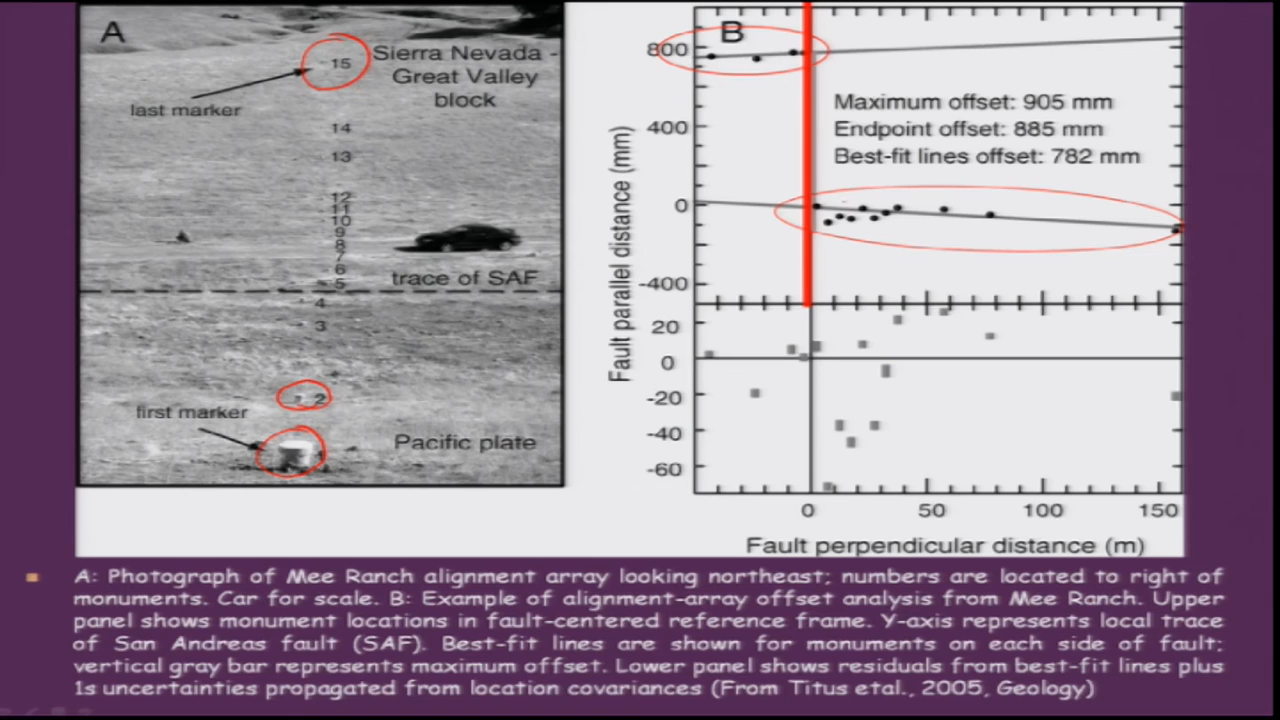 A
Sierra Nevada -
Great Valley
block
15
last marker
14
13
12
11
10
9
8
7
6
5
trace of SAF
4
3
2
first marker
Pacific plate
B
Maximum offset: 905 mm
Endpoint offset: 885 mm
Best-fit lines offset: 782 mm
Fault parallel distance (mm)
800
400
0
-400
20
0
-20
-40
-60
0 50 100 150
Fault perpendicular distance (m)
A: Photograph of Mee Ranch alignment array looking northeast; numbers are located to right of
monuments. Car for scale. B: Example of alignment-array offset analysis from Mee Ranch. Upper
panel shows monument locations in fault-centered reference frame. Y-axis represents local trace
of San Andreas fault (SAF). Best-fit lines are shown for monuments on each side of fault;
vertical gray bar represents maximum offset. Lower panel shows residuals from best-fit lines plus
1s uncertainties propagated from location covariances (From Titus etal., 2005, Geology)